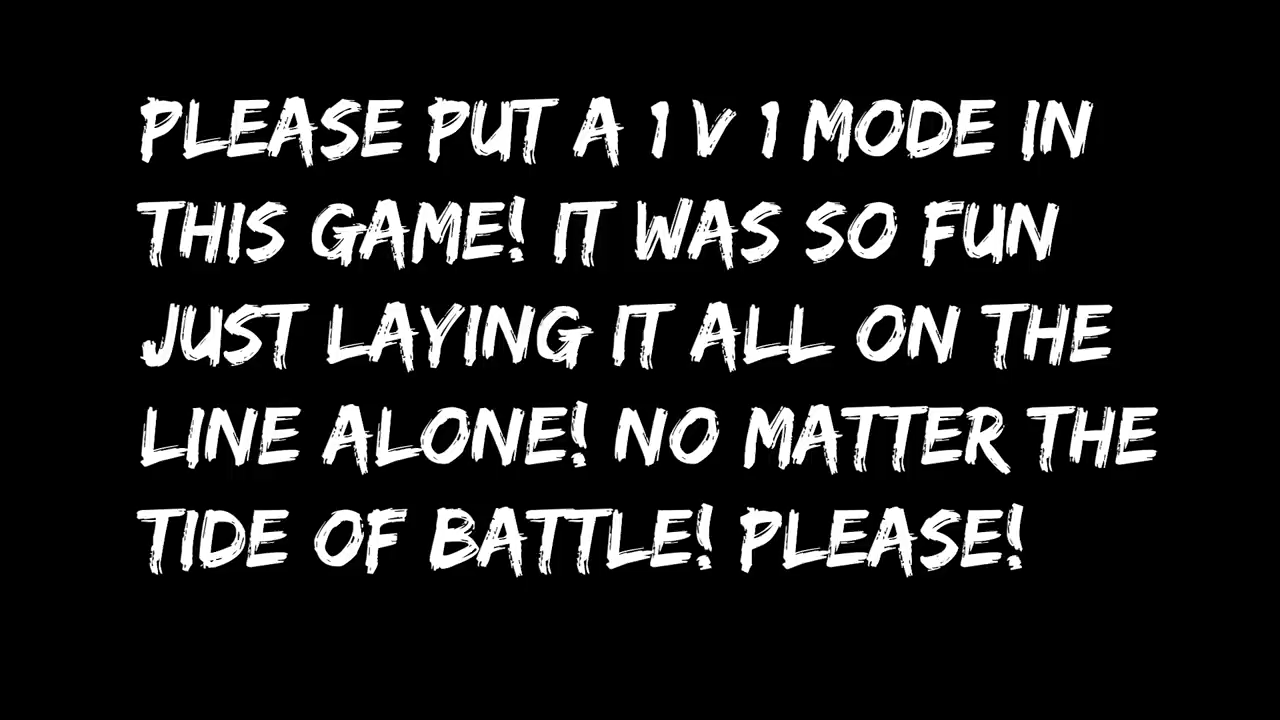 PLEASE PUT A 1 V 1 MODE IN
THIS GAME! IT WAS SO FUN
JUST LAYING IT ALL ON THE
LINE ALONE! NO MATTER THE
TIDE OF BATTLE! PLEASE!